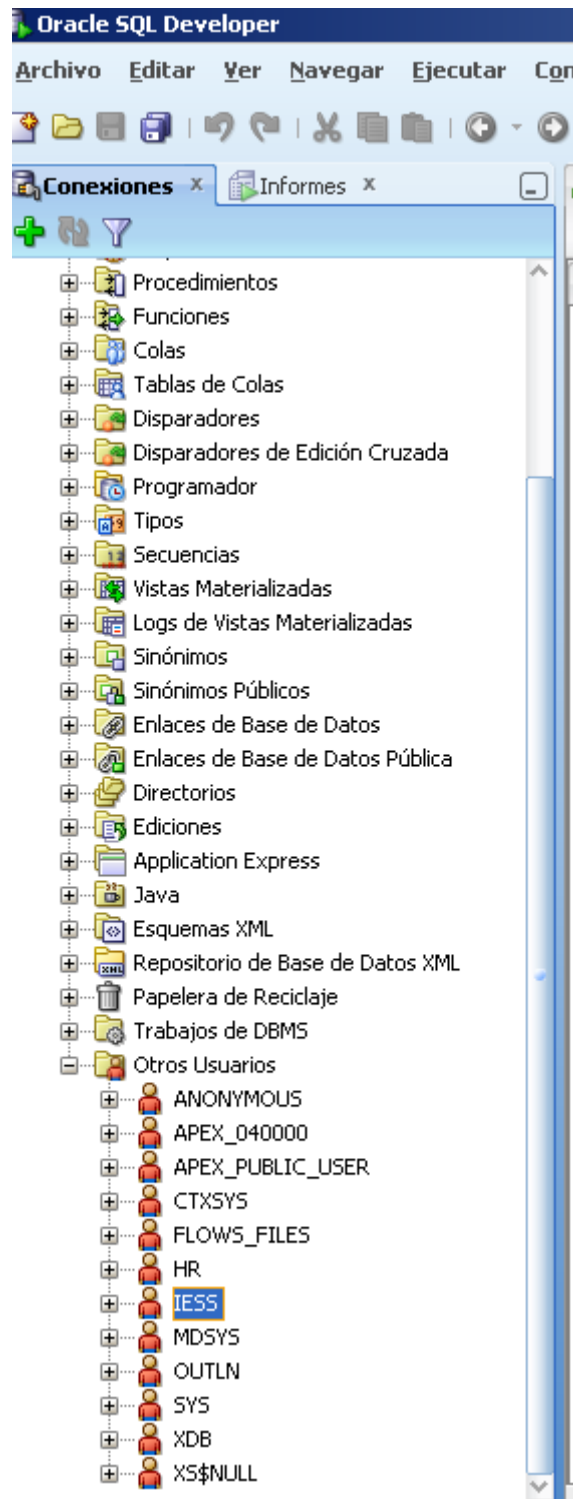 Oracle SQL Developer
Archivo Editar Ver Navegar Ejecutar
Conexiones x Informes x
Procedimientos
Funciones
Colas
Tablas de Colas
Disparadores
Disparadores de Edición Cruzada
Programador
Tipos
Secuencias
Vistas Materializadas
Logs de Vistas Materializadas
Sinónimos
Sinónimos Públicos
Enlaces de Base de Datos
Enlaces de Base de Datos Pública
Directorios
Ediciones
Application Express
Java
Esquemas XML
Repositorio de Base de Datos XML
Papelera de Reciclaje
Trabajos de DBMS
Otros Usuarios
ANONYMOUS
APEX_040000
APEX_PUBLIC_USER
CTXSYS
FLOWS_FILES
HR
IESS
MDSYS
OUTLN
SYS
XDB
XS$NULL